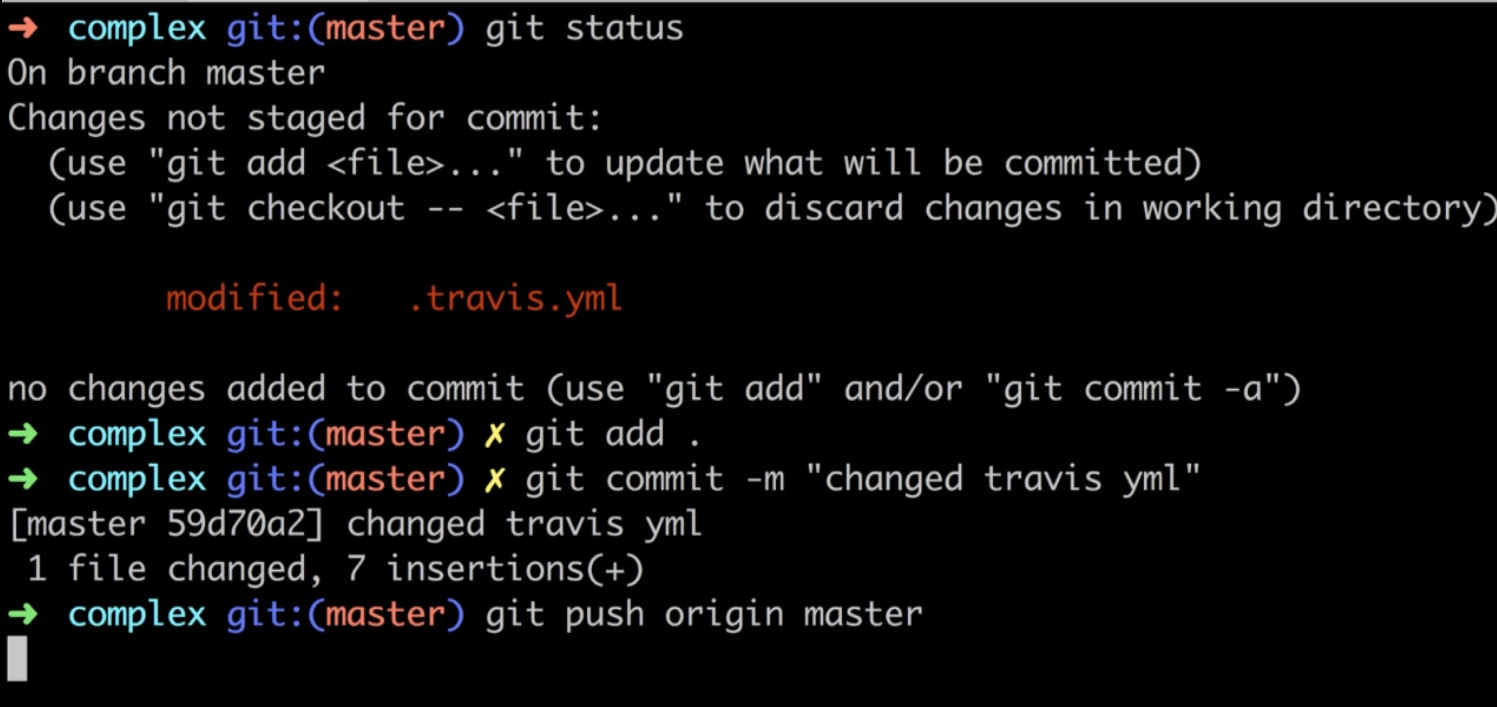 ➜  complex git:(master) git status
On branch master
Changes not staged for commit:
  (use "git add <file>..." to update what will be committed)
  (use "git checkout -- <file>..." to discard changes in working directory)

        modified:   .travis.yml

no changes added to commit (use "git add" and/or "git commit -a")
➜  complex git:(master) ✗ git add .
➜  complex git:(master) ✗ git commit -m "changed travis yml"
[master 59d70a2] changed travis yml
 1 file changed, 7 insertions(+)
➜  complex git:(master) git push origin master